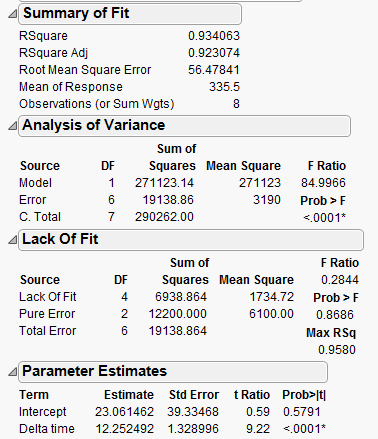 Summary of Fit
RSquare 0.934063
RSquare Adj 0.923074
Root Mean Square Error 56.47841
Mean of Response 335.5
Observations (or Sum Wgts) 8
Analysis of Variance
Sum of
Source DF Squares Mean Square F Ratio
Model 1 271123.14 271123 84.9966
Error 6 19138.86 3190 Prob > F
C. Total 7 290262.00 <.0001*
Lack Of Fit
Sum of F Ratio
Source DF Squares Mean Square 0.2844
Lack Of Fit 4 6938.864 1734.72 Prob > F
Pure Error 2 12200.000 6100.00 0.8686
Total Error 6 19138.864 Max RSq
0.9580
Parameter Estimates
Term Estimate Std Error t Ratio Prob>|t|
Intercept 23.061462 39.33468 0.59 0.5791
Delta time 12.252492 1.328996 9.22 <.0001*